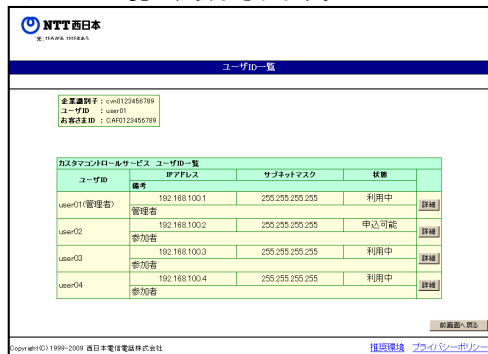 NTT西日本
ユーザID一覧
企業識別子：cvn0123456789
ユーザID ：user01
お客さまID ：CAF0123456789
カスタマコントロールサービス ユーザID一覧
ユーザID IPアドレス サブネットマスク 状態
備考
user01(管理者) 192.168.100.1 255.255.255.255 利用中 詳細
管理者
user02 192.168.100.2 255.255.255.255 申込可能 詳細
参加者
user03 192.168.100.3 255.255.255.255 利用中 詳細
参加者
user04 192.168.100.4 255.255.255.255 利用中 詳細
参加者
前画面へ戻る
Copyright(C) 1999-2009 西日本電信電話株式会社 推奨環境 プライバシーポリシー